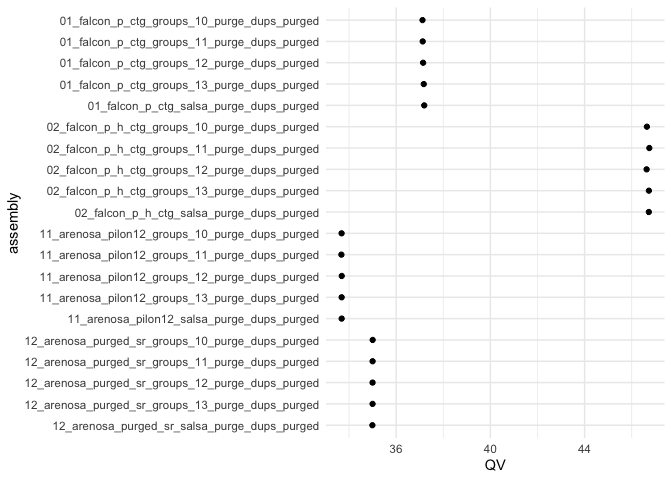 01_falcon_p_ctg_groups_10_purge_dups_purged
01_falcon_p_ctg_groups_11_purge_dups_purged
01_falcon_p_ctg_groups_12_purge_dups_purged
01_falcon_p_ctg_groups_13_purge_dups_purged
01_falcon_p_ctg_salsa_purge_dups_purged
02_falcon_p_h_ctg_groups_10_purge_dups_purged
02_falcon_p_h_ctg_groups_11_purge_dups_purged
02_falcon_p_h_ctg_groups_12_purge_dups_purged
02_falcon_p_h_ctg_groups_13_purge_dups_purged
02_falcon_p_h_ctg_salsa_purge_dups_purged
assembly
11_arenosa_pilon12_groups_10_purge_dups_purged
11_arenosa_pilon12_groups_11_purge_dups_purged
11_arenosa_pilon12_groups_12_purge_dups_purged
11_arenosa_pilon12_groups_13_purge_dups_purged
11_arenosa_pilon12_salsa_purge_dups_purged
12_arenosa_purged_sr_groups_10_purge_dups_purged
12_arenosa_purged_sr_groups_11_purge_dups_purged
12_arenosa_purged_sr_groups_12_purge_dups_purged
12_arenosa_purged_sr_groups_13_purge_dups_purged
12_arenosa_purged_sr_salsa_purge_dups_purged
36 40 44
QV